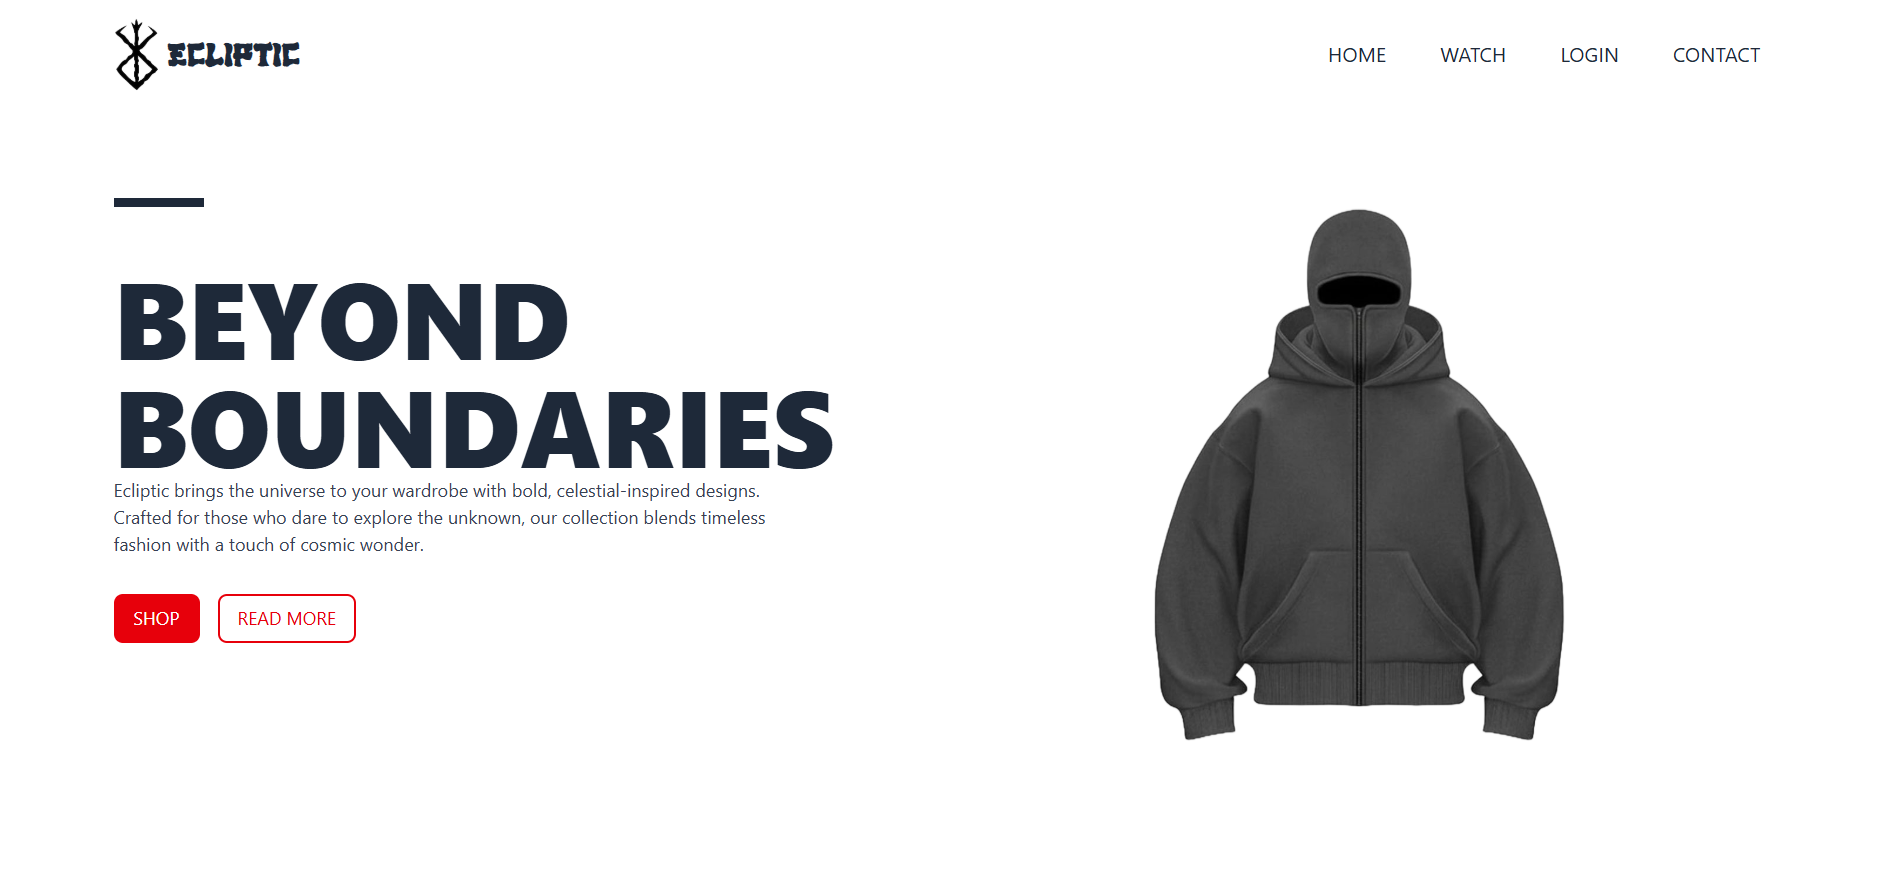 ECLIPTIC
HOME WATCH LOGIN CONTACT
BEYOND
BOUNDARIES
Ecliptic brings the universe to your wardrobe with bold, celestial-inspired designs.
Crafted for those who dare to explore the unknown, our collection blends timeless
fashion with a touch of cosmic wonder.
SHOP READ MORE